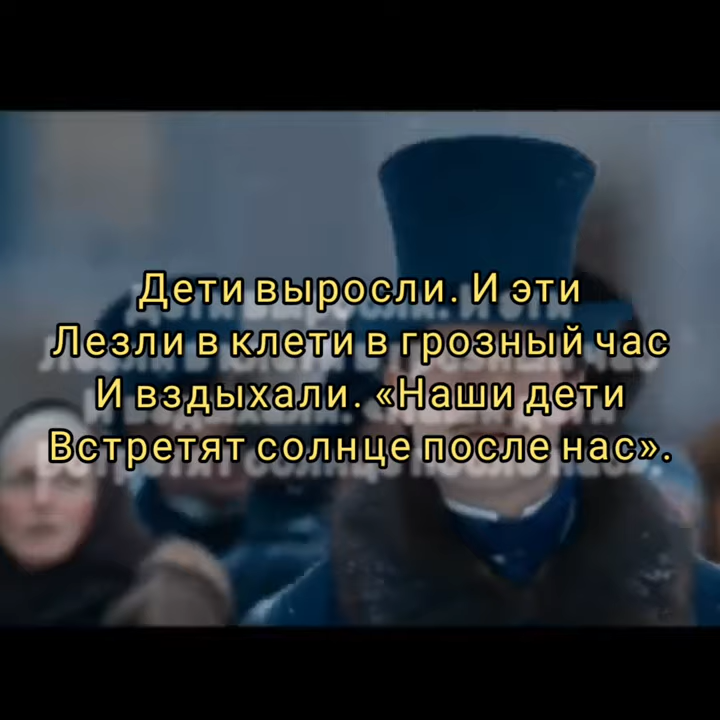 Дети выросли. И эти
Лезли в клети в грозный час
И вздыхали. «Наши дети
Встретят солнце после нас».